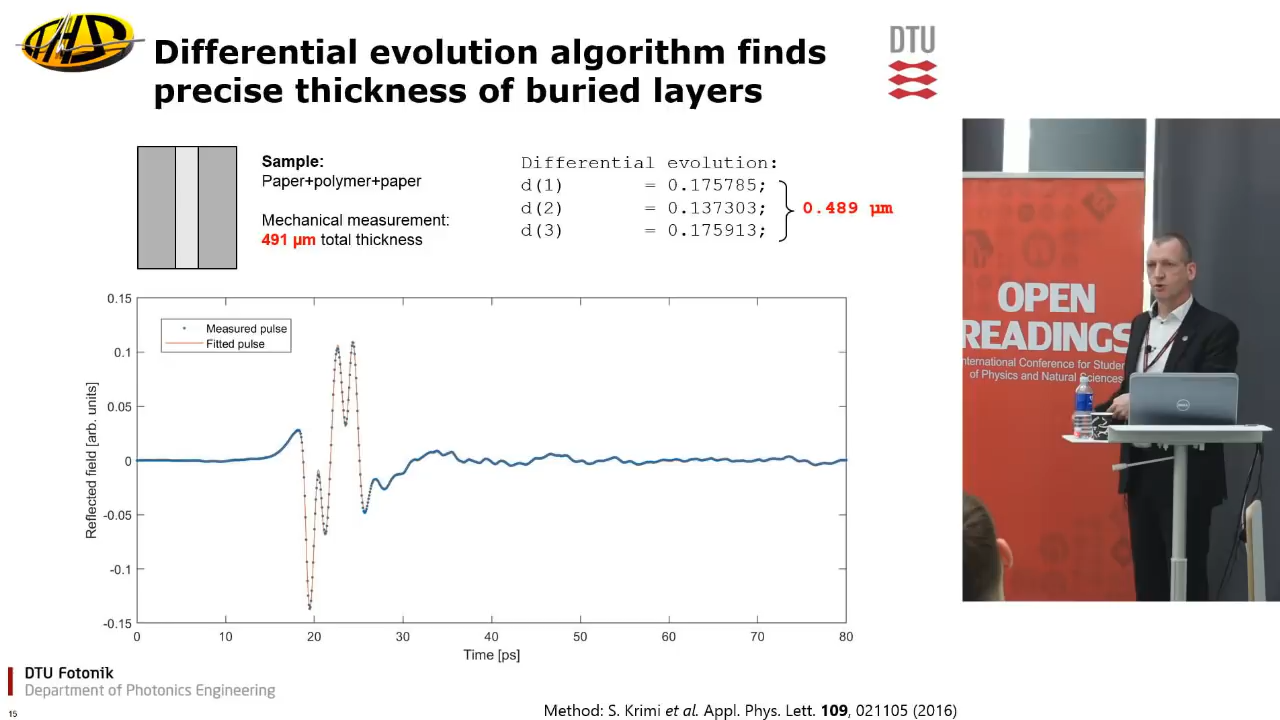 THS
Differential evolution algorithm finds
precise thickness of buried layers
DTU
Sample:
Paper+polymer+paper
Mechanical measurement:
491 µm total thickness
Differential evolution:
d(1) = 0.175785;
d(2) = 0.137303;
d(3) = 0.175913;
0.489 µm
0.15
0.1
0.05
0
-0.05
-0.1
-0.15
Reflected field [arb. units]
Measured pulse
Fitted pulse
0 10 20 30 40 50 60 70 80
Time [ps]
OPEN
READINGS
International Conference for Studen
of Physics and Natural Sciences
DELL
DTU Fotonik
Department of Photonics Engineering
15
Method: S. Krimi et al. Appl. Phys. Lett. 109, 021105 (2016)